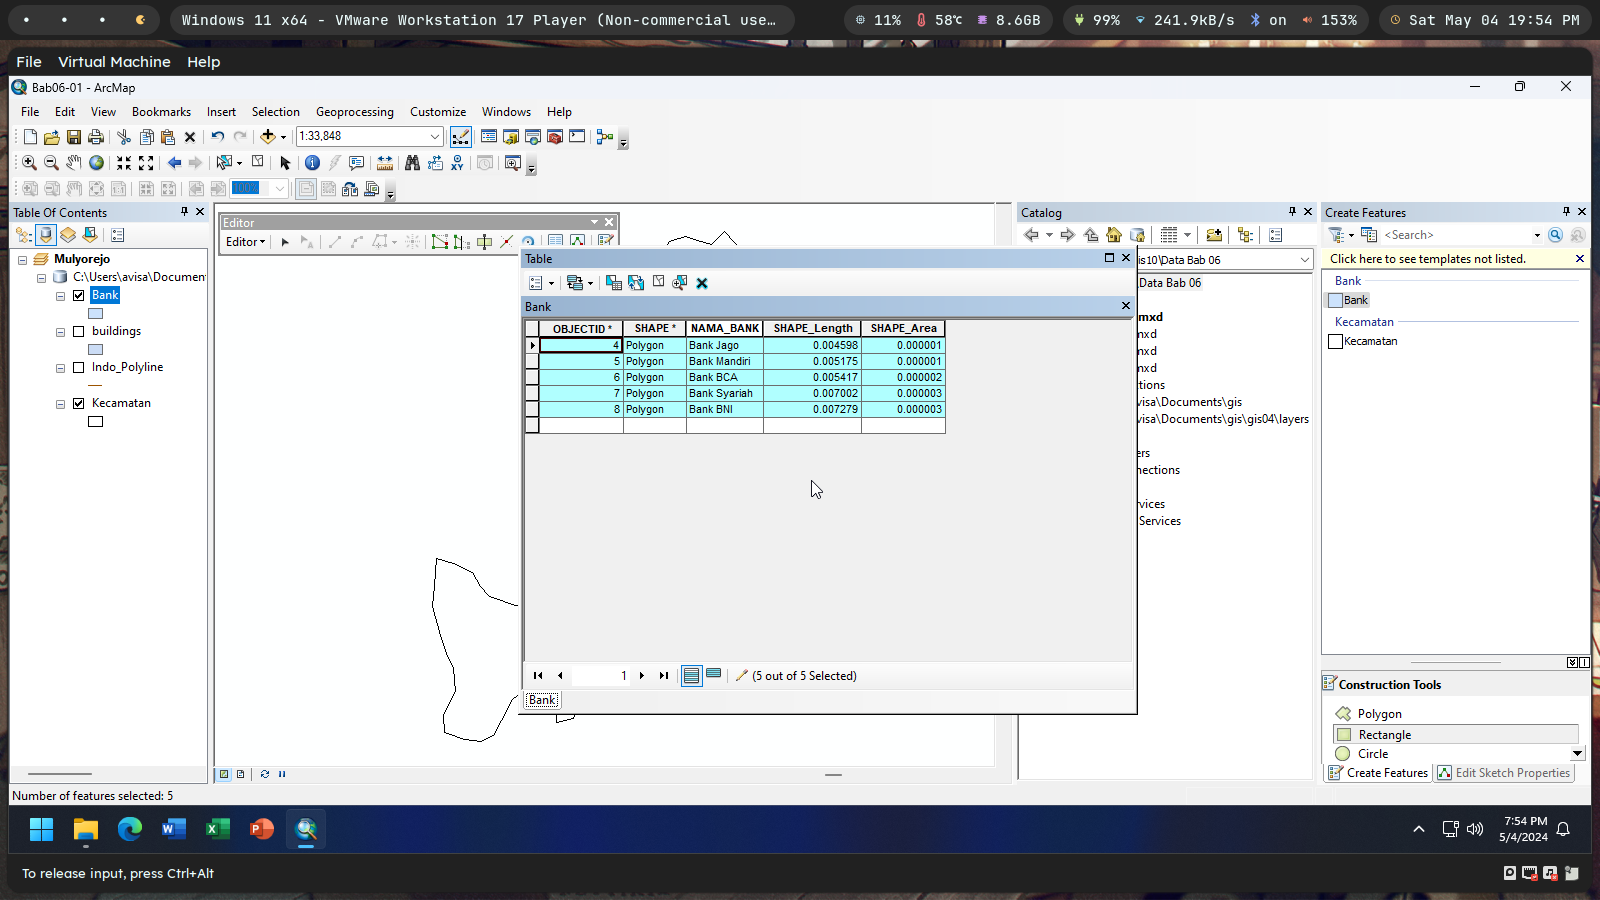 Windows 11 x64 - VMware Workstation 17 Player (Non-commercial use…
11%
58℃
8.6GB
99%
241.9kB/s
on
153%
Sat May 04 19:54 PM
File Virtual Machine Help
Bab06-01 - ArcMap
File Edit View Bookmarks Insert Selection Geoprocessing Customize Windows Help
1:33,848
100%
Table Of Contents
Mulyorejo
C:\Users\avisa\Document
Bank
buildings
Indo_Polyline
Kecamatan
Editor
Editor
Table
Bank
OBJECTID * SHAPE * NAMA_BANK SHAPE_Length SHAPE_Area
4 Polygon Bank Jago 0.004598 0.000001
5 Polygon Bank Mandiri 0.005175 0.000001
6 Polygon Bank BCA 0.005417 0.000002
7 Polygon Bank Syariah 0.007002 0.000003
8 Polygon Bank BNI 0.007279 0.000003
1
(5 out of 5 Selected)
Bank
Catalog
is10\Data Bab 06
\Data Bab 06
mxd
mxd
mxd
mxd
tions
visa\Documents\gis
visa\Documents\gis\gis04\layers
ers
nections
vices
Services
Create Features
<Search>
Click here to see templates not listed.
Bank
Bank
Kecamatan
Kecamatan
Construction Tools
Polygon
Rectangle
Circle
Create Features Edit Sketch Properties
Number of features selected: 5
7:54 PM
5/4/2024
To release input, press Ctrl+Alt